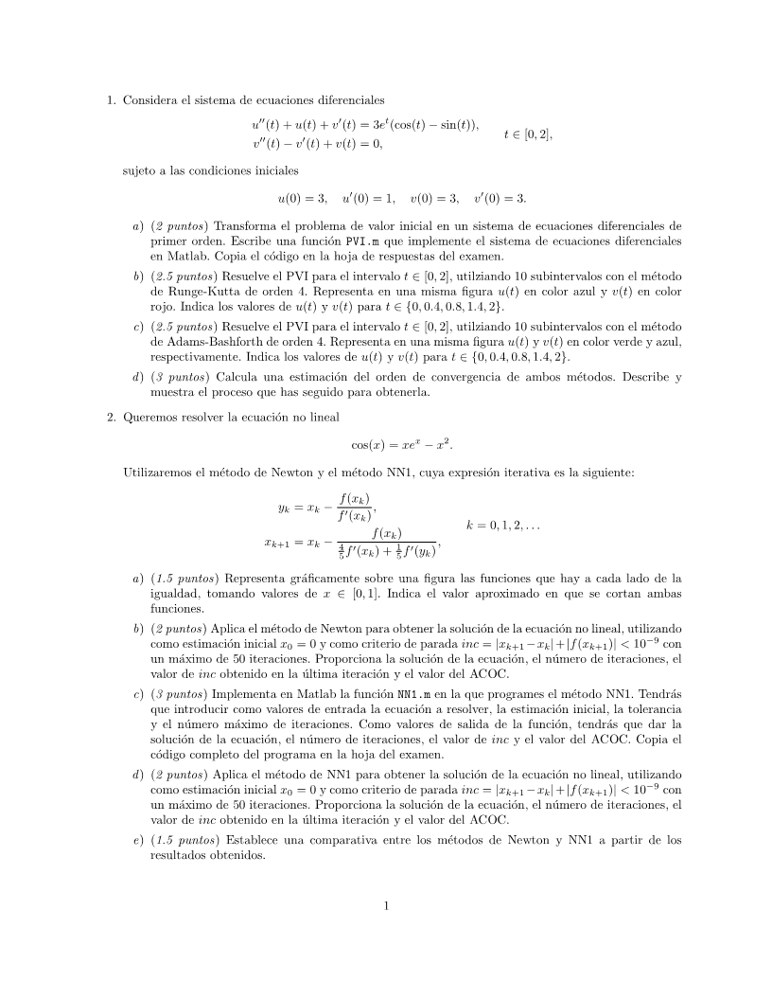 1. Considera el sistema de ecuaciones diferenciales
u′′(t) + u(t) + v′(t) = 3e^t(cos(t) − sin(t)),
t ∈ [0, 2],
v′′(t) − v′(t) + v(t) = 0,
sujeto a las condiciones iniciales
u(0) = 3, u′(0) = 1, v(0) = 3, v′(0) = 3.
a) (2 puntos) Transforma el problema de valor inicial en un sistema de ecuaciones diferenciales de
primer orden. Escribe una función PVI.m que implemente el sistema de ecuaciones diferenciales
en Matlab. Copia el código en la hoja de respuestas del examen.
b) (2.5 puntos) Resuelve el PVI para el intervalo t ∈ [0, 2], utilziando 10 subintervalos con el método
de Runge-Kutta de orden 4. Representa en una misma figura u(t) en color azul y v(t) en color
rojo. Indica los valores de u(t) y v(t) para t ∈ {0, 0.4, 0.8, 1.4, 2}.
c) (2.5 puntos) Resuelve el PVI para el intervalo t ∈ [0, 2], utilziando 10 subintervalos con el método
de Adams-Bashforth de orden 4. Representa en una misma figura u(t) y v(t) en color verde y azul,
respectivamente. Indica los valores de u(t) y v(t) para t ∈ {0, 0.4, 0.8, 1.4, 2}.
d) (3 puntos) Calcula una estimación del orden de convergencia de ambos métodos. Describe y
muestra el proceso que has seguido para obtenerla.
2. Queremos resolver la ecuación no lineal
cos(x) = xe^x − x^2.
Utilizaremos el método de Newton y el método NN1, cuya expresión iterativa es la siguiente:
y_k = x_k − f(x_k)/f′(x_k),
k = 0, 1, 2, . . .
x_{k+1} = x_k − f(x_k)/(4/5 f′(x_k) + 1/5 f′(y_k)),
a) (1.5 puntos) Representa gráficamente sobre una figura las funciones que hay a cada lado de la
igualdad, tomando valores de x ∈ [0, 1]. Indica el valor aproximado en que se cortan ambas
funciones.
b) (2 puntos) Aplica el método de Newton para obtener la solución de la ecuación no lineal, utilizando
como estimación inicial x_0 = 0 y como criterio de parada inc = |x_{k+1} − x_k| + |f(x_{k+1})| < 10^{−9} con
un máximo de 50 iteraciones. Proporciona la solución de la ecuación, el número de iteraciones, el
valor de inc obtenido en la última iteración y el valor del ACOC.
c) (3 puntos) Implementa en Matlab la función NN1.m en la que programes el método NN1. Tendrás
que introducir como valores de entrada la ecuación a resolver, la estimación inicial, la tolerancia
y el número máximo de iteraciones. Como valores de salida de la función, tendrás que dar la
solución de la ecuación, el número de iteraciones, el valor de inc y el valor del ACOC. Copia el
código completo del programa en la hoja del examen.
d) (2 puntos) Aplica el método de NN1 para obtener la solución de la ecuación no lineal, utilizando
como estimación inicial x_0 = 0 y como criterio de parada inc = |x_{k+1} − x_k| + |f(x_{k+1})| < 10^{−9} con
un máximo de 50 iteraciones. Proporciona la solución de la ecuación, el número de iteraciones, el
valor de inc obtenido en la última iteración y el valor del ACOC.
e) (1.5 puntos) Establece una comparativa entre los métodos de Newton y NN1 a partir de los
resultados obtenidos.
1